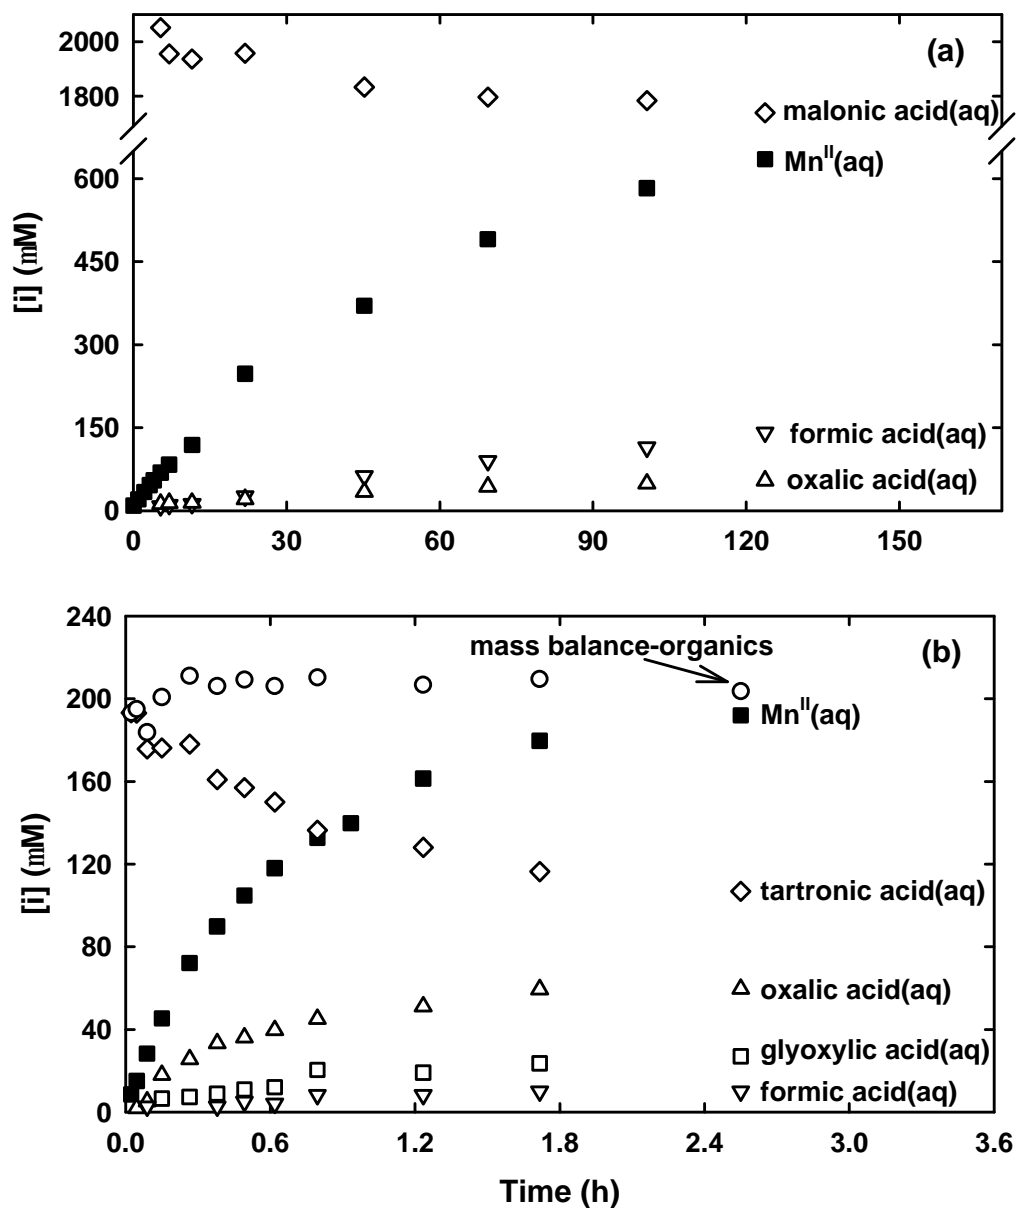 (a)
2000
1800
600
450
300
150
0
[i] (mM)
malonic acid(aq)
Mn^II(aq)
formic acid(aq)
oxalic acid(aq)
0 30 60 90 120 150
(b)
240
200
160
120
80
40
0
[i] (mM)
mass balance-organics
Mn^II(aq)
tartronic acid(aq)
oxalic acid(aq)
glyoxylic acid(aq)
formic acid(aq)
0.0 0.6 1.2 1.8 2.4 3.0 3.6
Time (h)